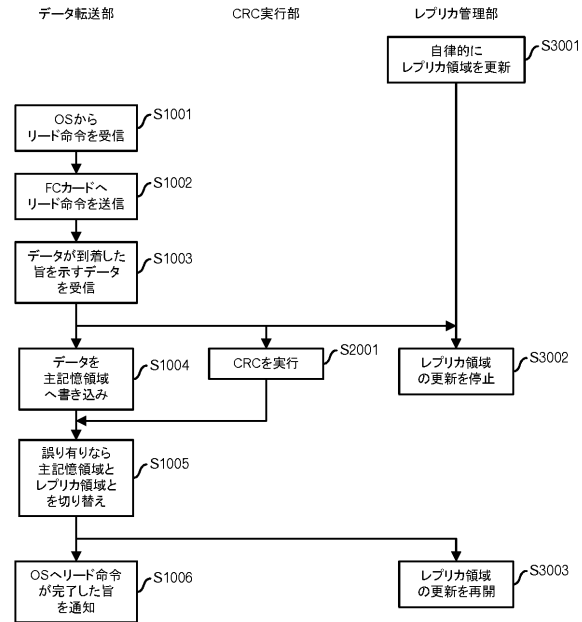 データ転送部
CRC実行部
レプリカ管理部
自律的に
レプリカ領域を更新
S3001
OSから
リード命令を受信
S1001
FCカードへ
リード命令を送信
S1002
データが到着した
旨を示すデータ
を受信
S1003
データを
主記憶領域
へ書き込み
S1004
CRCを実行
S2001
レプリカ領域
の更新を停止
S3002
誤り有りなら
主記憶領域と
レプリカ領域と
を切り替え
S1005
OSへリード命令
が完了した旨
を通知
S1006
レプリカ領域
の更新を再開
S3003